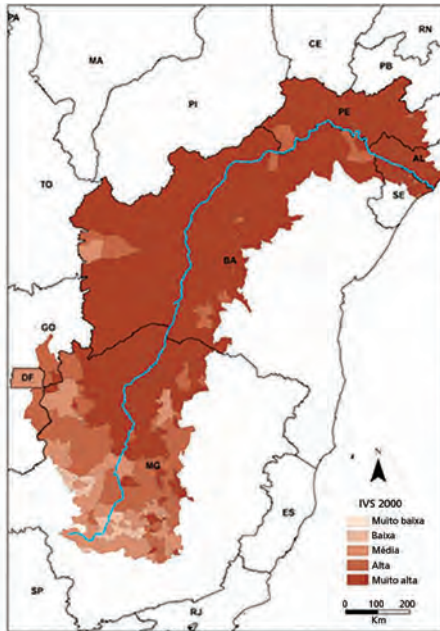 PA
MA
CE
RN
PB
PI
PE
AL
TO
SE
BA
GO
DF
MG
ES
SP
RJ
N
IVS 2000
Muito baixa
Baixa
Média
Alta
Muito alta
0 100 200
Km